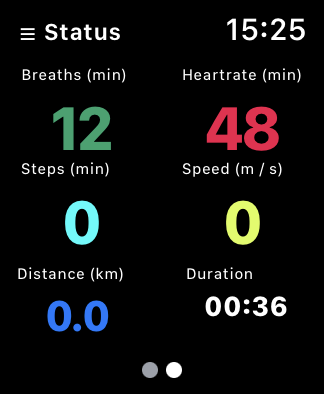 ☰ Status 15:25
Breaths (min) Heartrate (min)
12 48
Steps (min) Speed (m / s)
0 0
Distance (km) Duration
0.0 00:36